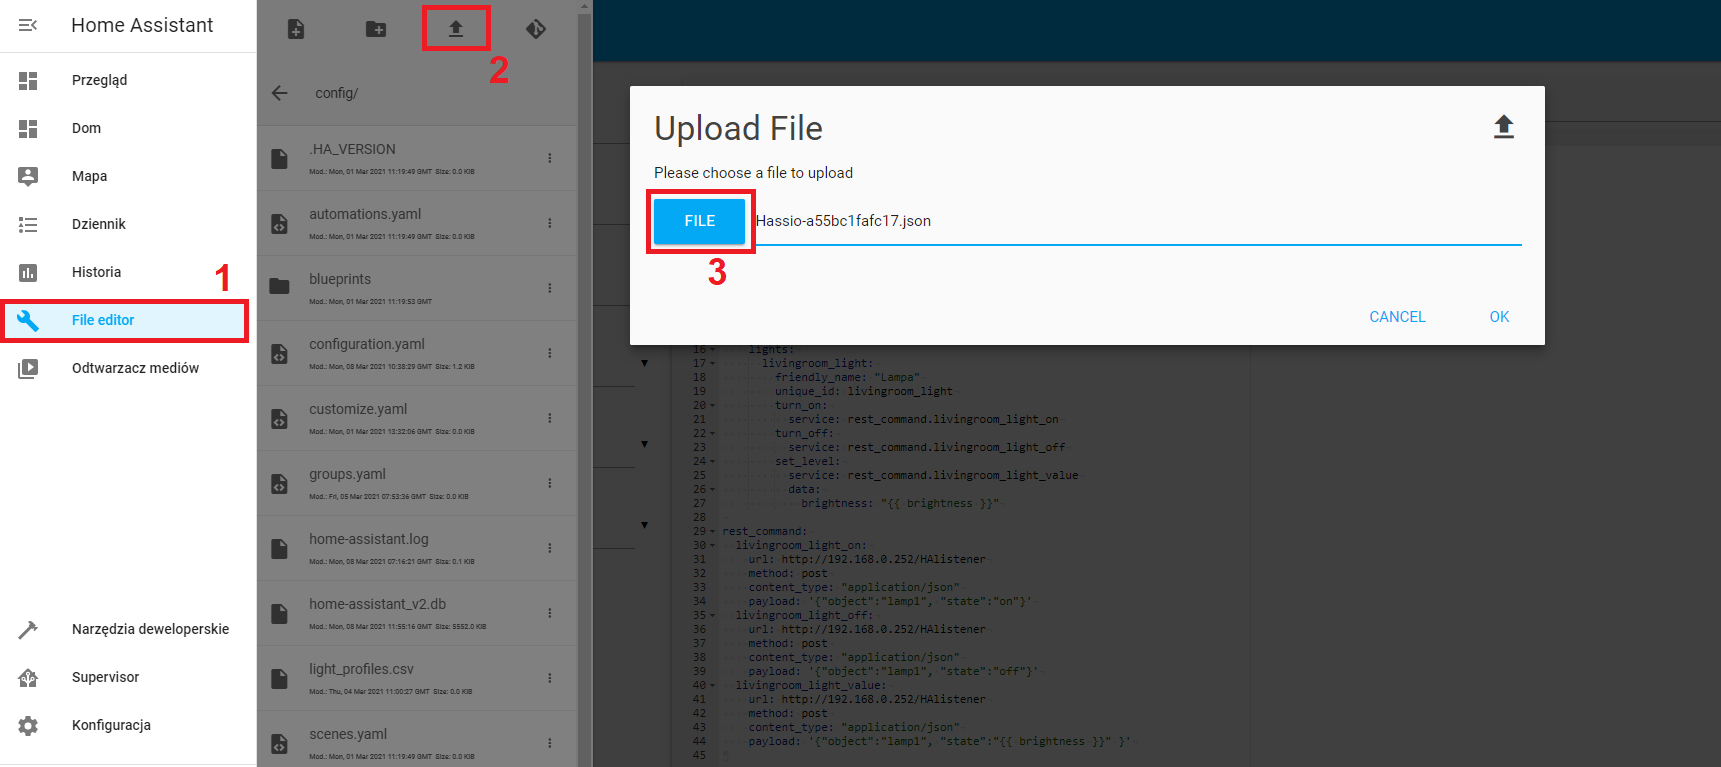 Home Assistant
Przegląd
Dom
Mapa
Dziennik
Historia
1
File editor
Odtwarzacz mediów
Narzędzia deweloperskie
Supervisor
Konfiguracja
2
config/
.HA_VERSION
Mod.: Mon, 01 Mar 2021 11:19:49 GMT Size: 0.0 KiB
automations.yaml
Mod.: Mon, 01 Mar 2021 11:19:49 GMT Size: 0.0 KiB
blueprints
Mod.: Mon, 01 Mar 2021 11:19:53 GMT
configuration.yaml
Mod.: Mon, 08 Mar 2021 10:38:29 GMT Size: 1.2 KiB
customize.yaml
Mod.: Mon, 01 Mar 2021 13:32:06 GMT Size: 0.0 KiB
groups.yaml
Mod.: Fri, 05 Mar 2021 07:53:36 GMT Size: 0.0 KiB
home-assistant.log
Mod.: Mon, 08 Mar 2021 07:16:21 GMT Size: 0.1 KiB
home-assistant_v2.db
Mod.: Mon, 08 Mar 2021 11:55:16 GMT Size: 5552.0 KiB
light_profiles.csv
Mod.: Thu, 04 Mar 2021 11:00:27 GMT Size: 0.0 KiB
scenes.yaml
Mod.: Mon, 01 Mar 2021 11:19:49 GMT Size: 0.0 KiB
Upload File
Please choose a file to upload
FILE Hassio-a55bc1fafc17.json
3
CANCEL OK
16 lights:
17 livingroom_light:
18 friendly_name: "Lampa"
19 unique_id: livingroom_light
20 turn_on:
21 service: rest_command.livingroom_light_on
22 turn_off:
23 service: rest_command.livingroom_light_off
24 set_level:
25 service: rest_command.livingroom_light_value
26 data:
27 brightness: "{{ brightness }}"
28
29 rest_command:
30 livingroom_light_on:
31 url: http://192.168.0.252/HAlistener
32 method: post
33 content_type: "application/json"
34 payload: '{"object":"lamp1", "state":"on"}'
35 livingroom_light_off:
36 url: http://192.168.0.252/HAlistener
37 method: post
38 content_type: "application/json"
39 payload: '{"object":"lamp1", "state":"off"}'
40 livingroom_light_value:
41 url: http://192.168.0.252/HAlistener
42 method: post
43 content_type: "application/json"
44 payload: '{"object":"lamp1", "state":"{{ brightness }}" }'
45